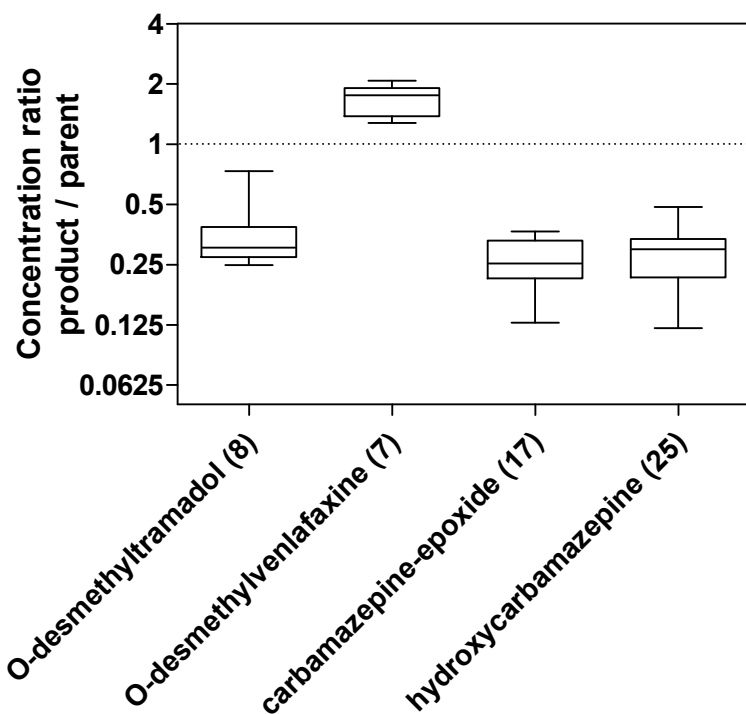 Concentration ratio
product / parent
4
2
1
0.5
0.25
0.125
0.0625
O-desmethyltramadol (8)
O-desmethylvenlafaxine (7)
carbamazepine-epoxide (17)
hydroxycarbamazepine (25)